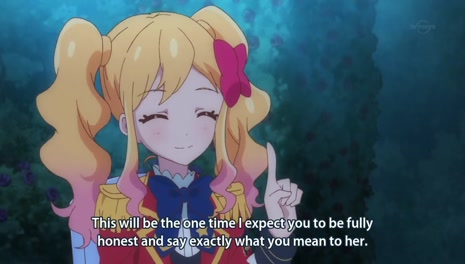 This will be the one time I expect you to be fully
honest and say exactly what you mean to her.